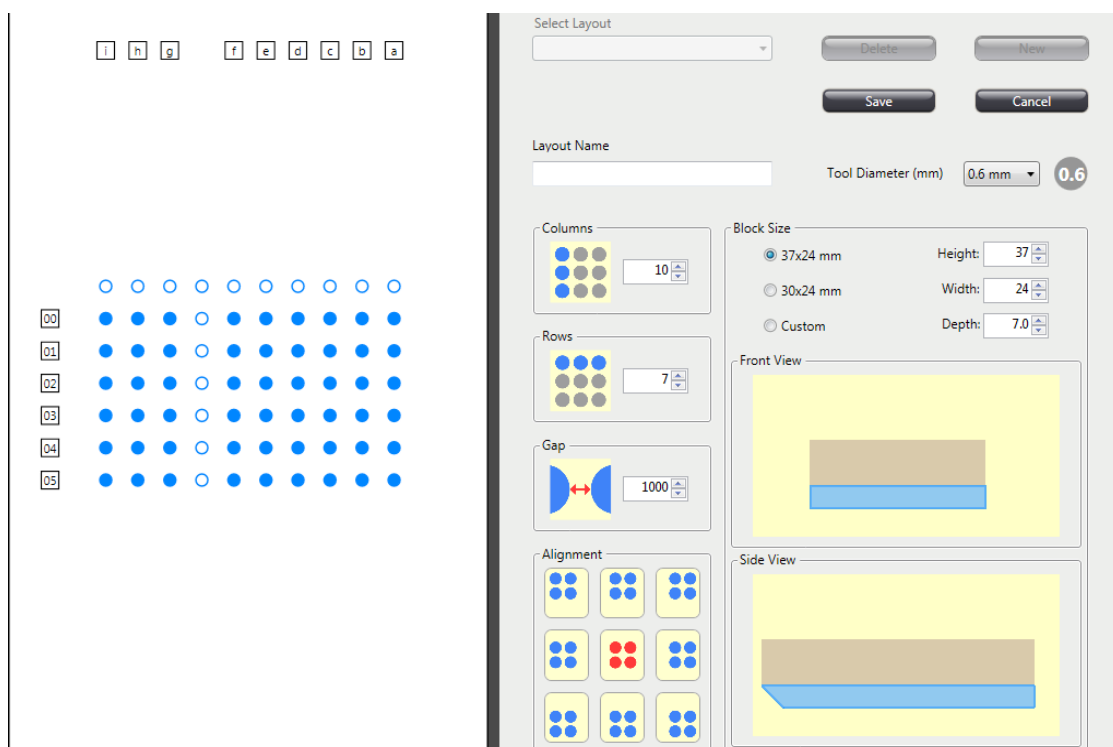 i h g f e d c b a
00
01
02
03
04
05
Select Layout
Delete New
Save Cancel
Layout Name
Tool Diameter (mm) 0.6 mm 0.6
Columns
10
Rows
7
Gap
1000
Alignment
Block Size
37x24 mm Height: 37
30x24 mm Width: 24
Custom Depth: 7.0
Front View
Side View